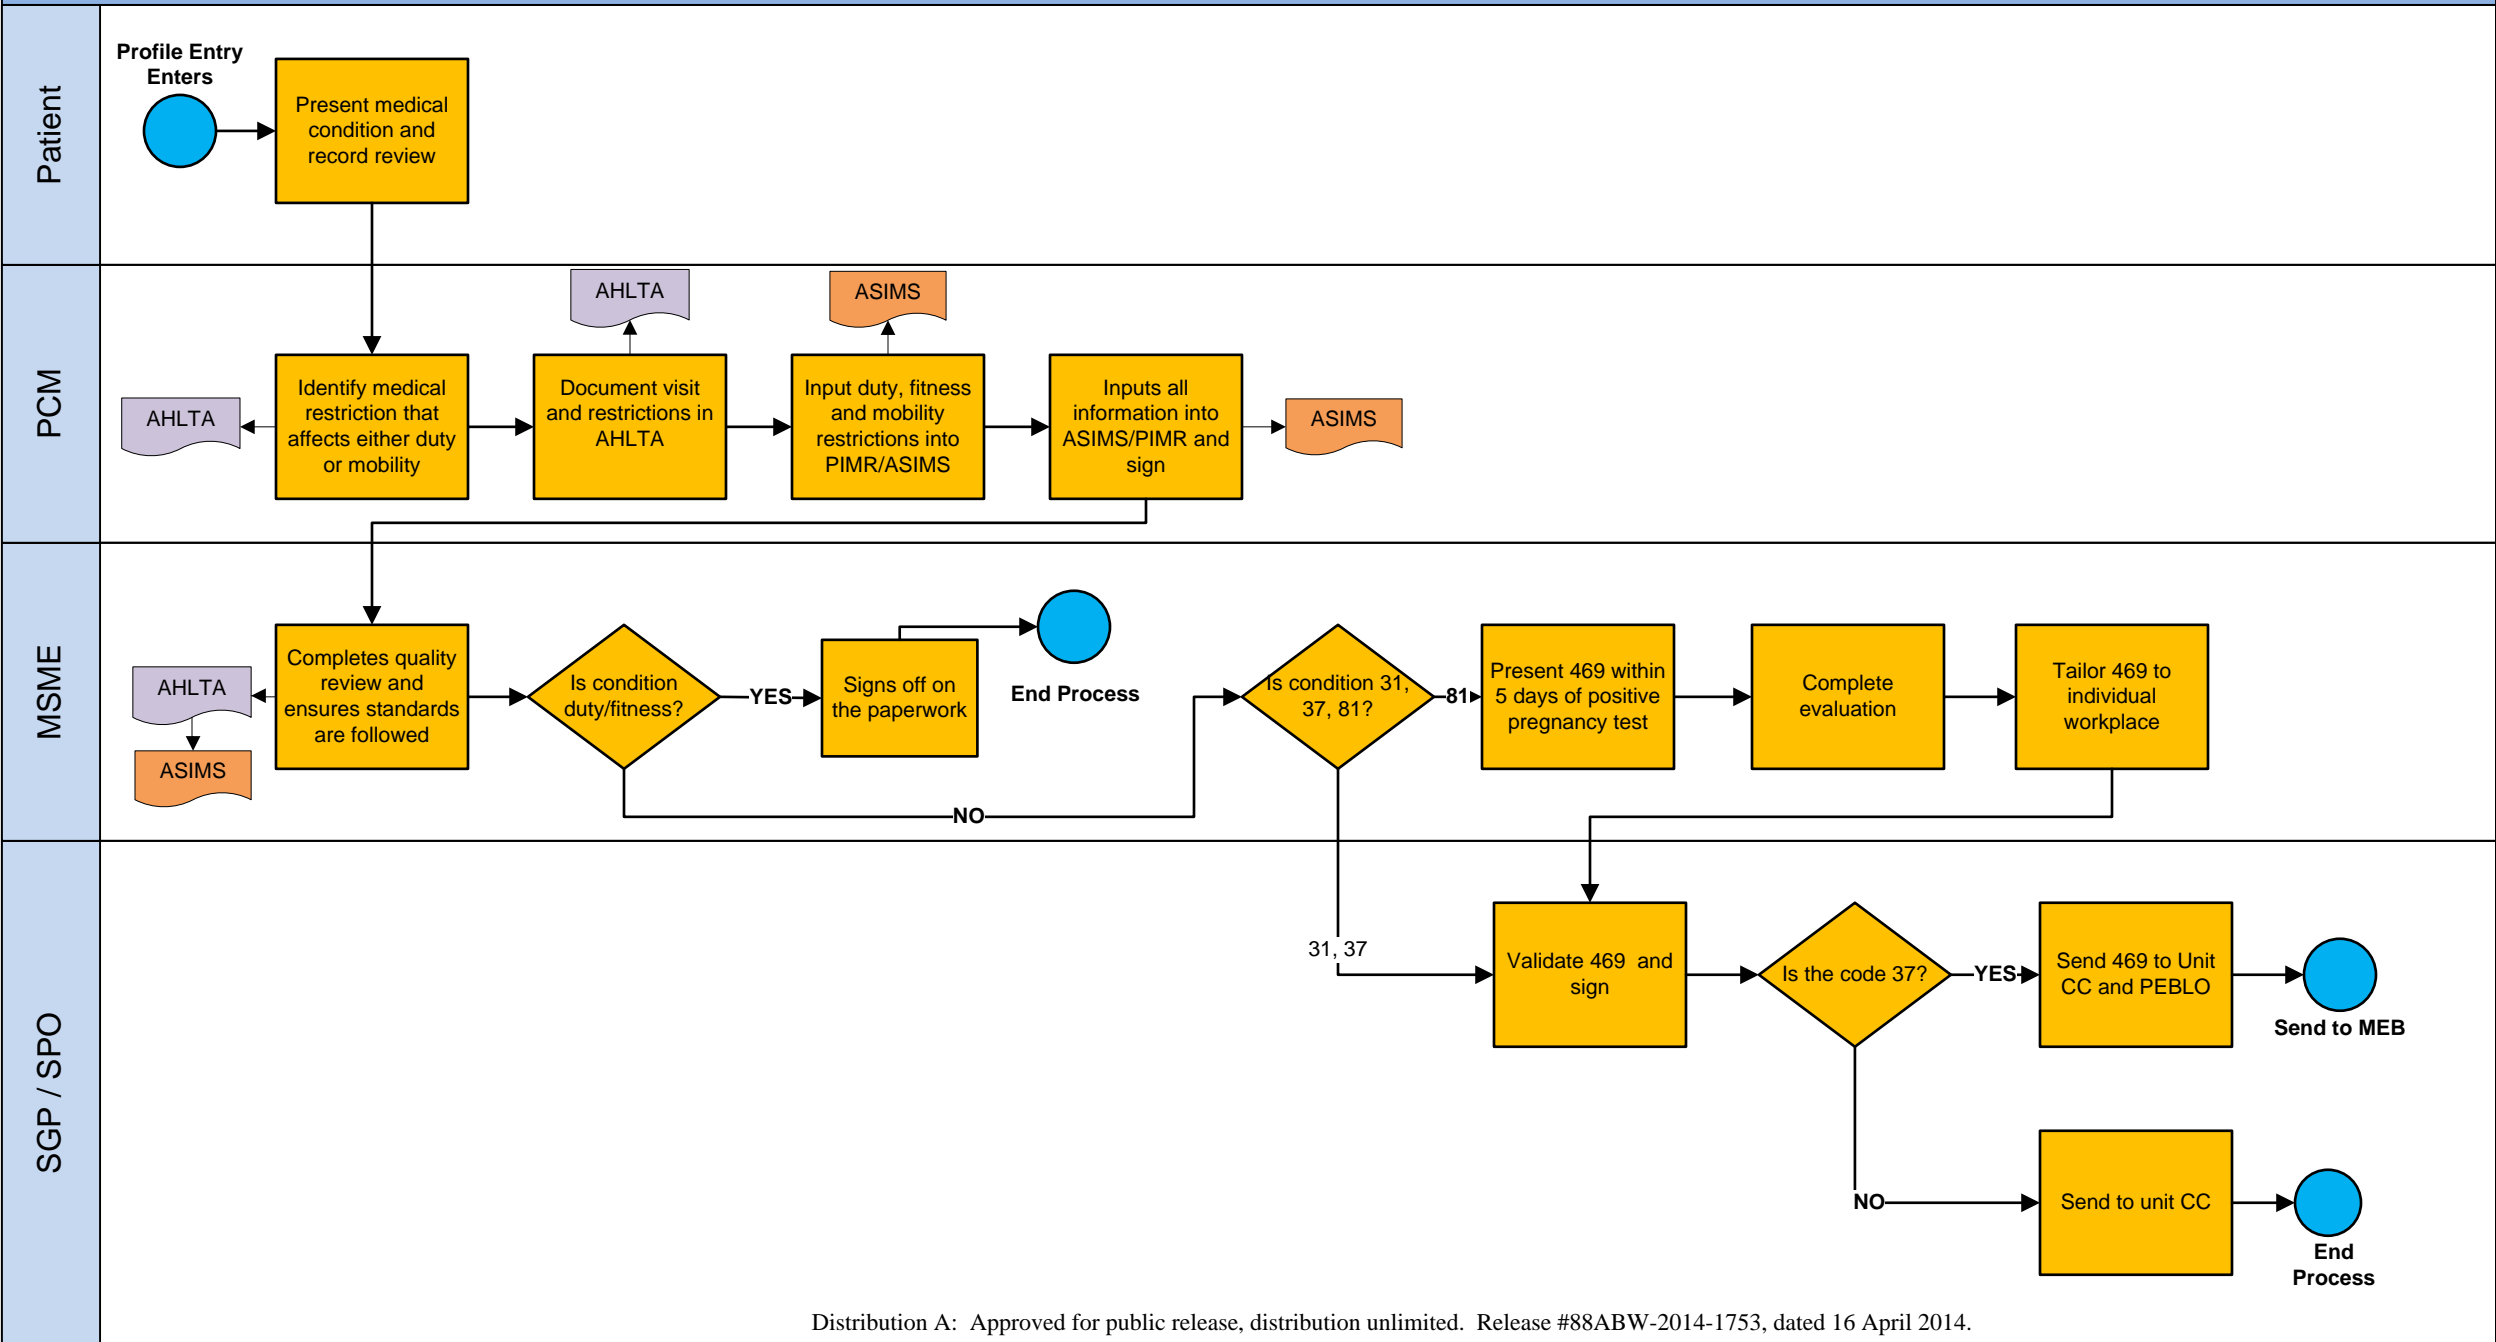 Patient
Profile Entry
Enters
Present medical
condition and
record review
PCM
AHLTA
Identify medical
restriction that
affects either duty
or mobility
AHLTA
Document visit
and restrictions in
AHLTA
ASIMS
Input duty, fitness
and mobility
restrictions into
PIMR/ASIMS
Inputs all
information into
ASIMS/PIMR and
sign
ASIMS
MSME
AHLTA
ASIMS
Completes quality
review and
ensures standards
are followed
Is condition
duty/fitness?
YES
Signs off on
the paperwork
End Process
NO
Is condition 31,
37, 81?
81
Present 469 within
5 days of positive
pregnancy test
Complete
evaluation
Tailor 469 to
individual
workplace
SGP / SPO
31, 37
Validate 469 and
sign
Is the code 37?
YES
Send 469 to Unit
CC and PEBLO
Send to MEB
NO
Send to unit CC
End
Process
Distribution A: Approved for public release, distribution unlimited. Release #88ABW-2014-1753, dated 16 April 2014.